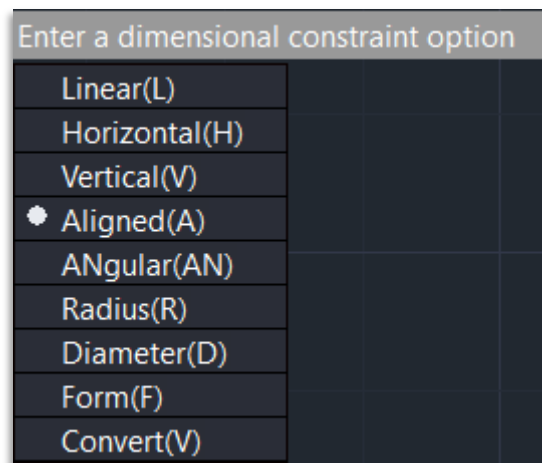 Enter a dimensional constraint option
Linear(L)
Horizontal(H)
Vertical(V)
Aligned(A)
ANgular(AN)
Radius(R)
Diameter(D)
Form(F)
Convert(V)